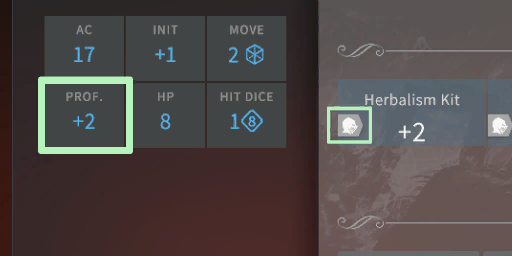 AC INIT MOVE
17 +1 2
PROF. HP HIT DICE
+2 8 1 8
Herbalism Kit
+2